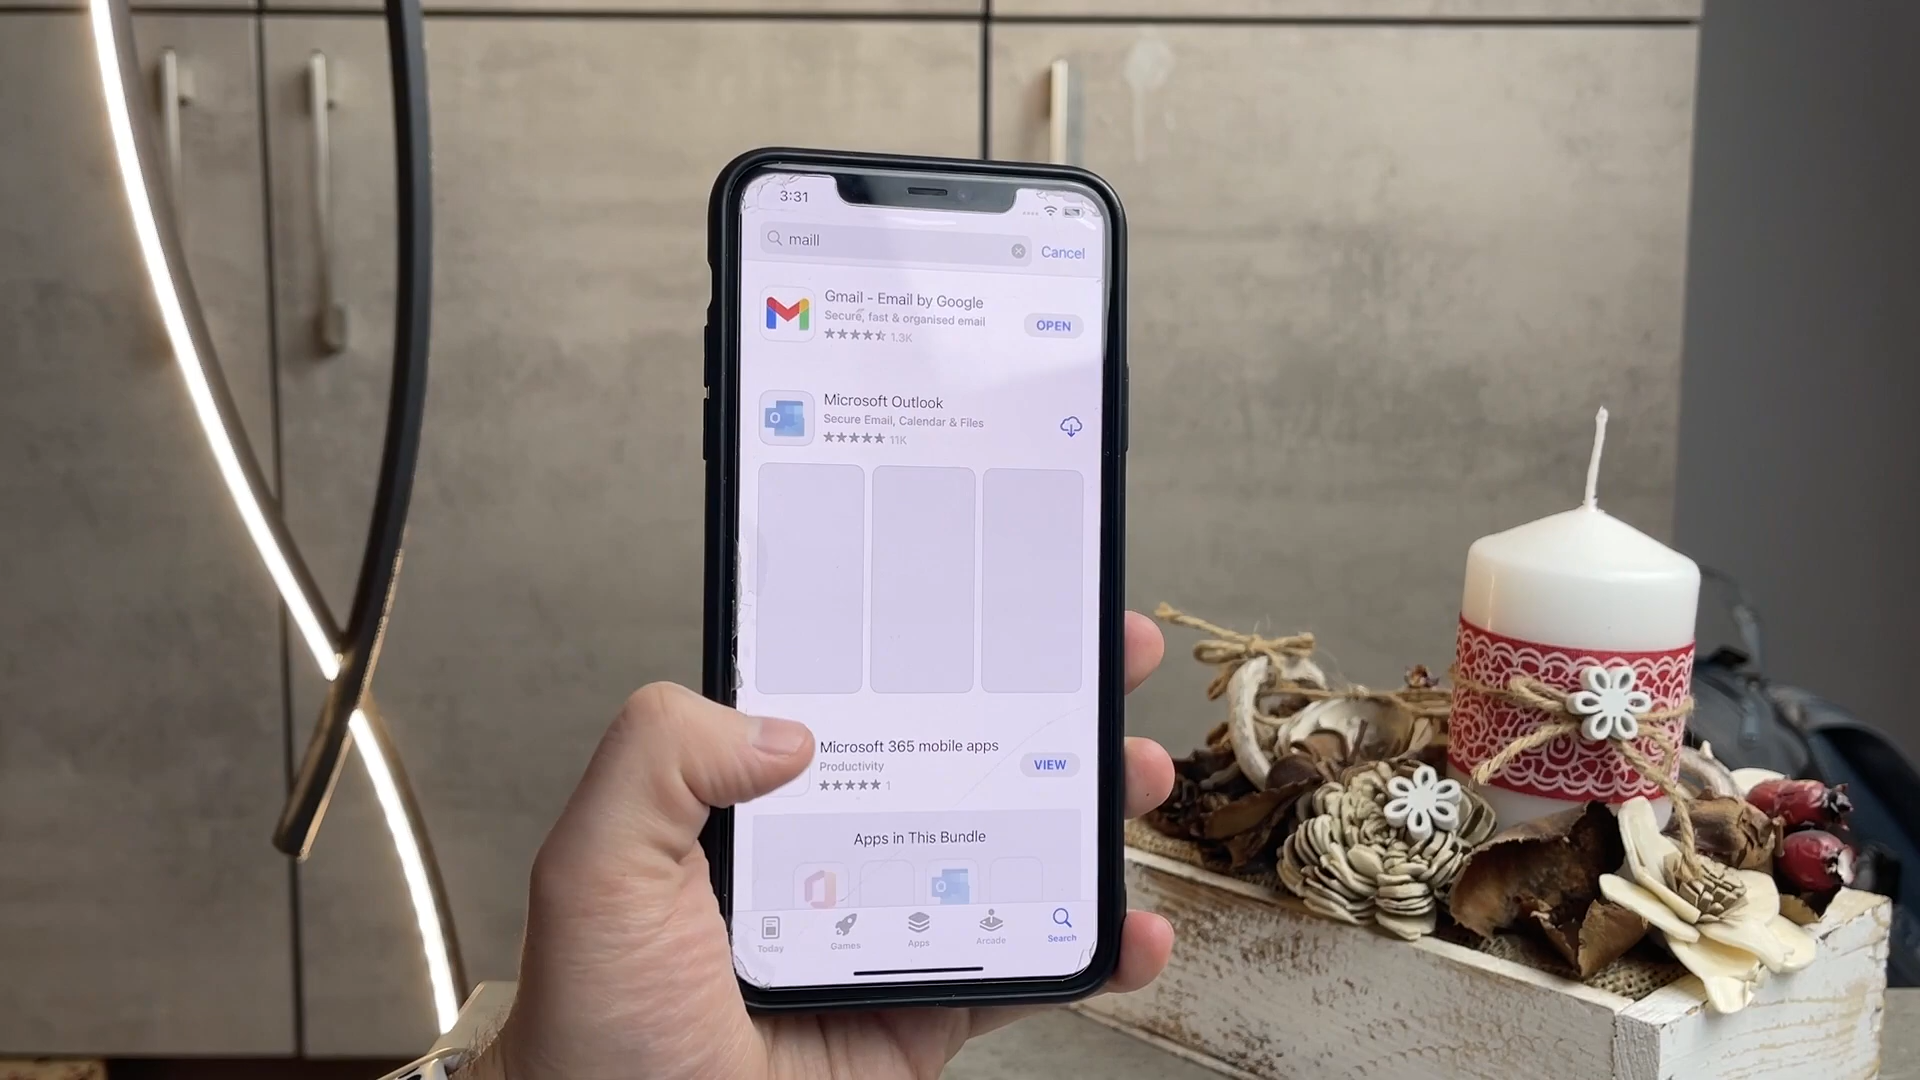 3:31
maill
Cancel
Gmail - Email by Google
Secure, fast & organised email
OPEN
1.3K
Microsoft Outlook
Secure Email, Calendar & Files
11K
Microsoft 365 mobile apps
Productivity
VIEW
1
Apps in This Bundle
Today
Games
Apps
Arcade
Search